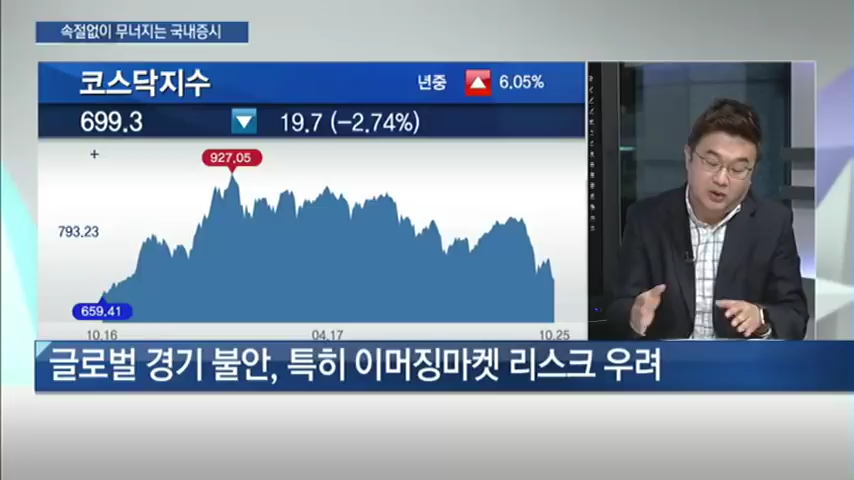 속절없이 무너지는 국내증시
코스닥지수
년중 ▲ 6.05%
699.3 ▼ 19.7 (-2.74%)
927.05
793.23
659.41
10.16 04.17 10.25
글로벌 경기 불안, 특히 이머징마켓 리스크 우려